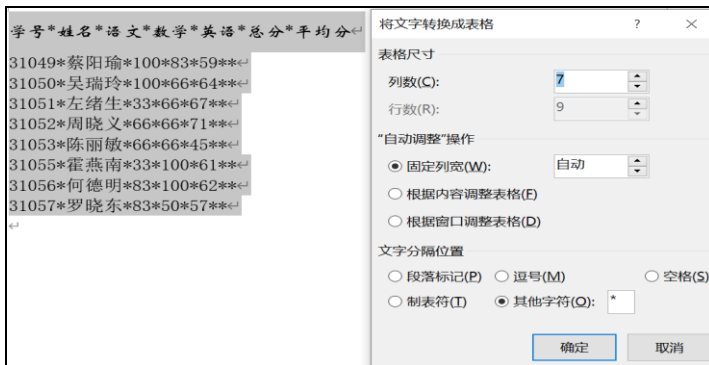 学号*姓名*语文*数学*英语*总分*平均分↵
31049*蔡阳瑜*100*83*59**↵
31050*吴瑞玲*100*66*64**↵
31051*左绪生*33*66*67**↵
31052*周晓义*66*66*71**↵
31053*陈丽敏*66*66*45**↵
31055*霍燕南*33*100*61**↵
31056*何德明*83*100*62**↵
31057*罗晓东*83*50*57**↵
↵
将文字转换成表格 ? ×
表格尺寸
列数(C): 7
行数(R): 9
“自动调整”操作
固定列宽(W): 自动
根据内容调整表格(F)
根据窗口调整表格(D)
文字分隔位置
段落标记(P) 逗号(M) 空格(S)
制表符(T) 其他字符(O): *
确定 取消